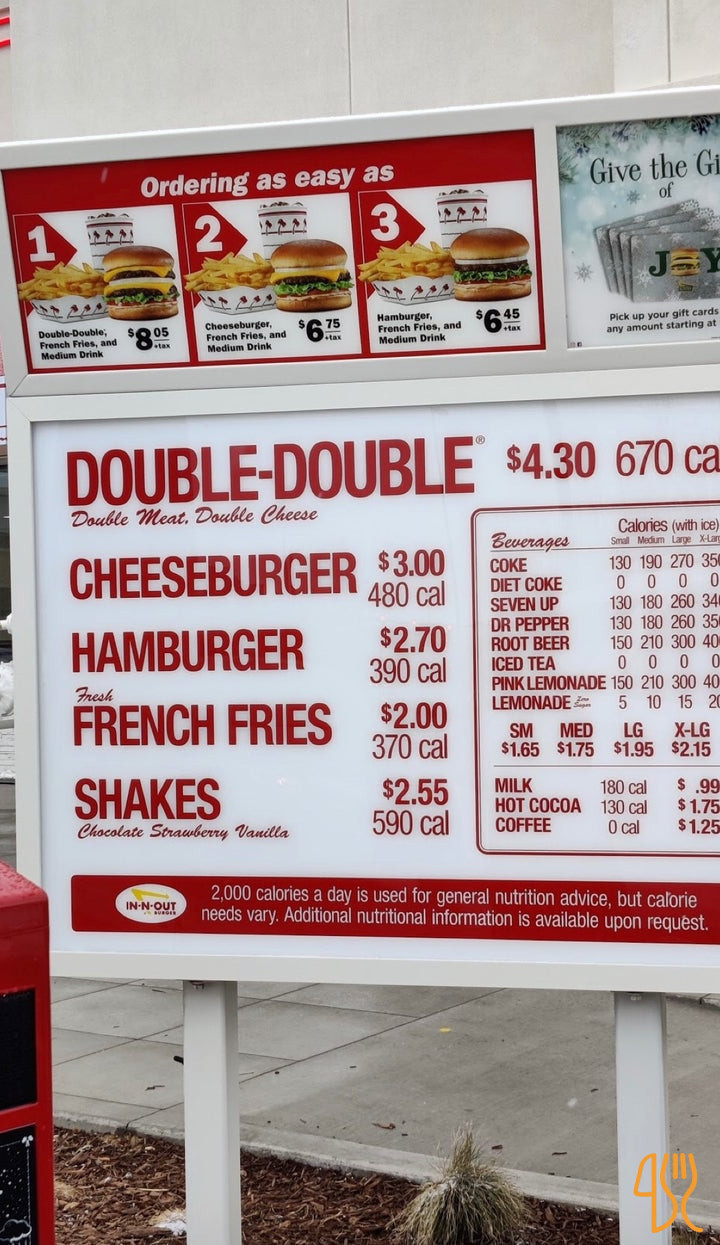 Ordering as easy as
1
Double-Double,
French Fries, and
Medium Drink
$8 05
+tax
2
Cheeseburger,
French Fries, and
Medium Drink
$6 75
+tax
3
Hamburger,
French Fries, and
Medium Drink
$6 45
+tax
Give the Gi
of
JOY
Pick up your gift cards
any amount starting at
DOUBLE-DOUBLE® $4.30 670 ca
Double Meat, Double Cheese
CHEESEBURGER $3.00
480 cal
HAMBURGER $2.70
390 cal
Fresh
FRENCH FRIES $2.00
370 cal
SHAKES $2.55
Chocolate Strawberry Vanilla 590 cal
Calories (with ice)
Beverages Small Medium Large X-Lar
COKE 130 190 270 350
DIET COKE 0 0 0 0
SEVEN UP 130 180 260 340
DR PEPPER 130 180 260 350
ROOT BEER 150 210 300 40
ICED TEA 0 0 0 0
PINK LEMONADE 150 210 300 40
LEMONADE Zero Sugar 5 10 15 20
SM MED LG X-LG
$1.65 $1.75 $1.95 $2.15
MILK 180 cal $ .99
HOT COCOA 130 cal $1.75
COFFEE 0 cal $1.25
IN-N-OUT
BURGER
2,000 calories a day is used for general nutrition advice, but calorie
needs vary. Additional nutritional information is available upon request.